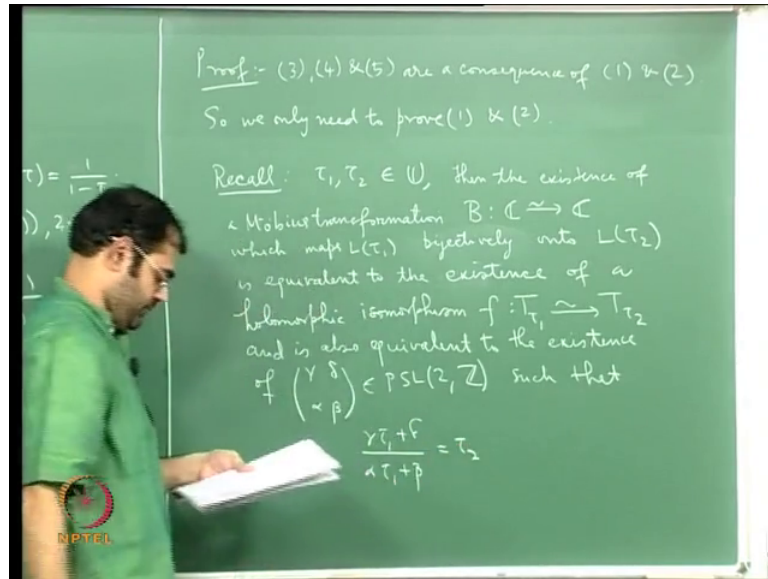 τ) = 1/(1-τ)
), 2
1
Proof:- (3), (4) & (5) are a consequence of (1) & (2)
So we only need to prove (1) & (2).
Recall: τ₁, τ₂ ∈ U, then the existence of
a Möbius transformation B: ℂ ⥲ ℂ
which maps L(τ₁) bijectively onto L(τ₂)
is equivalent to the existence of a
holomorphic isomorphism f: T_τ₁ ⥲ T_τ₂
and is also equivalent to the existence
of (γ δ; α β) ∈ PSL(2, ℤ) such that
(γτ₁+δ)/(ατ₁+β) = τ₂
NPTEL